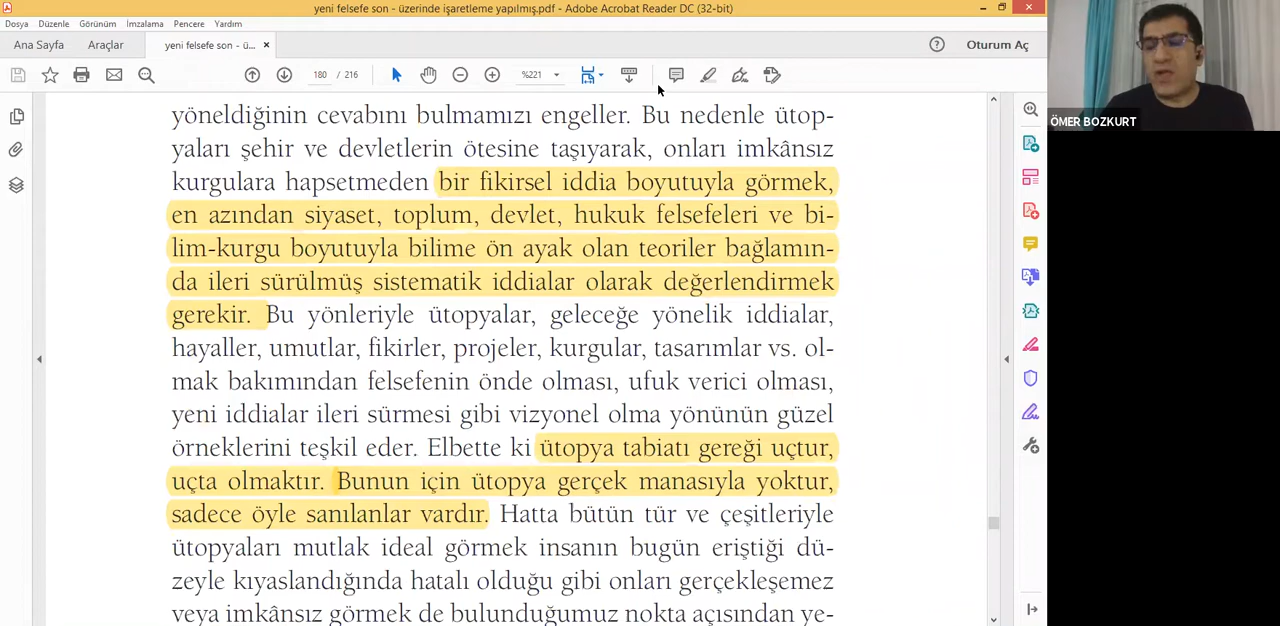 yeni felsefe son - üzerinde işaretleme yapılmış.pdf - Adobe Acrobat Reader DC (32-bit)
Dosya Düzenle Görünüm İmzalama Pencere Yardım
Ana Sayfa Araçlar yeni felsefe son - ü... × Oturum Aç
180 / 216 %221
yöneldiğinin cevabını bulmamızı engeller. Bu nedenle ütop-
yaları şehir ve devletlerin ötesine taşıyarak, onları imkânsız
kurgulara hapsetmeden bir fikirsel iddia boyutuyla görmek,
en azından siyaset, toplum, devlet, hukuk felsefeleri ve bi-
lim-kurgu boyutuyla bilime ön ayak olan teoriler bağlamın-
da ileri sürülmüş sistematik iddialar olarak değerlendirmek
gerekir. Bu yönleriyle ütopyalar, geleceğe yönelik iddialar,
hayaller, umutlar, fikirler, projeler, kurgular, tasarımlar vs. ol-
mak bakımından felsefenin önde olması, ufuk verici olması,
yeni iddialar ileri sürmesi gibi vizyonel olma yönünün güzel
örneklerini teşkil eder. Elbette ki ütopya tabiatı gereği uçtur,
uçta olmaktır. Bunun için ütopya gerçek manasıyla yoktur,
sadece öyle sanılanlar vardır. Hatta bütün tür ve çeşitleriyle
ütopyaları mutlak ideal görmek insanın bugün eriştiği dü-
zeyle kıyaslandığında hatalı olduğu gibi onları gerçekleşemez
veya imkânsız görmek de bulunduğumuz nokta açısından ye-
ÖMER BOZKURT